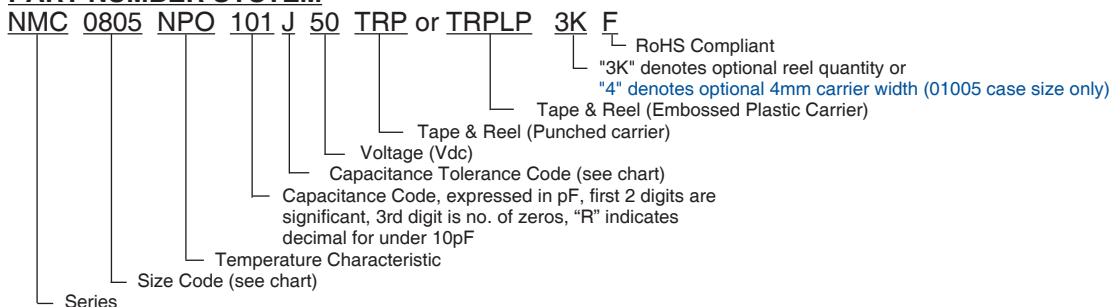 PART NUMBER SYSTEM
NMC 0805 NPO 101 J 50 TRP or TRPLP 3K F
RoHS Compliant
"3K" denotes optional reel quantity or
"4" denotes optional 4mm carrier width (01005 case size only)
Tape & Reel (Embossed Plastic Carrier)
Tape & Reel (Punched carrier)
Voltage (Vdc)
Capacitance Tolerance Code (see chart)
Capacitance Code, expressed in pF, first 2 digits are
significant, 3rd digit is no. of zeros, “R” indicates
decimal for under 10pF
Temperature Characteristic
Size Code (see chart)
Series